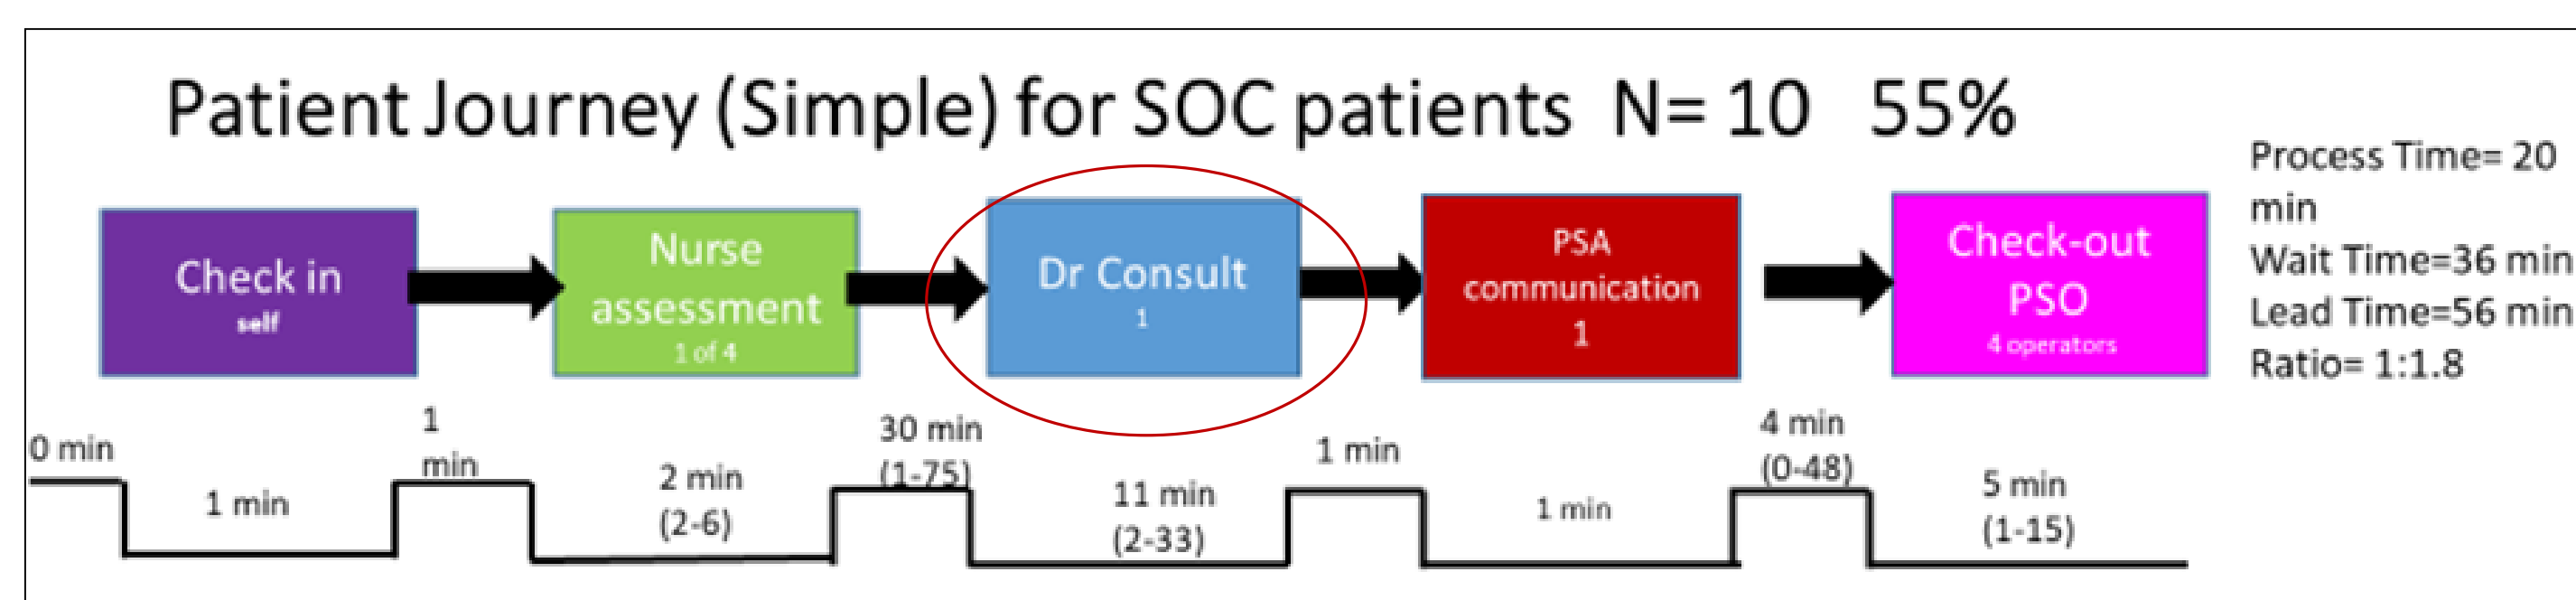 Patient Journey (Simple) for SOC patients N= 10 55%
Process Time= 20
min
Wait Time=36 min
Lead Time=56 min
Ratio= 1:1.8
Check in
self
Nurse
assessment
1 of 4
Dr Consult
1
PSA
communication
1
Check-out
PSO
4 operators
0 min
1 min
1
min
2 min
(2-6)
30 min
(1-75)
11 min
(2-33)
1 min
1 min
4 min
(0-48)
5 min
(1-15)